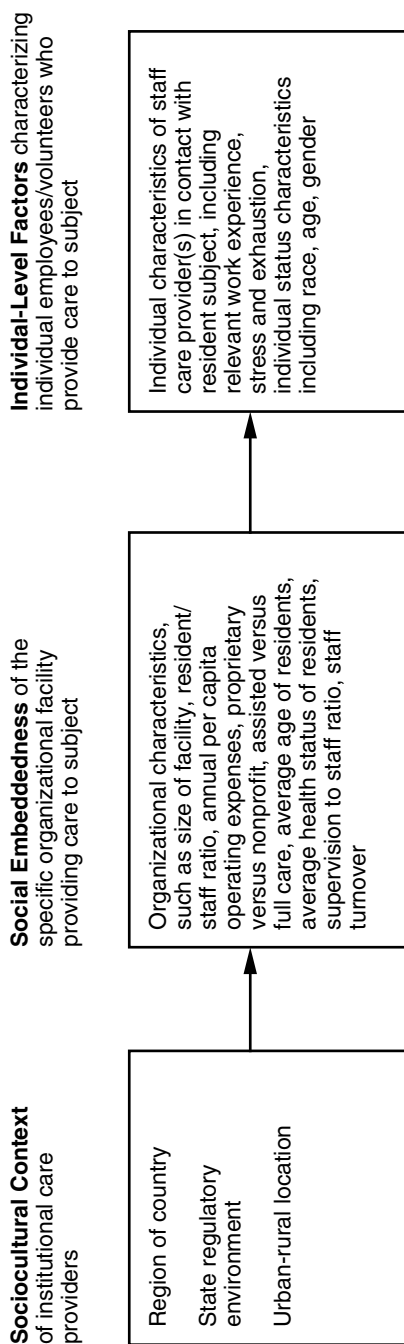 Sociocultural Context
of institutional care
providers
Region of country
State regulatory
environment
Urban-rural location
Social Embeddedness of the
specific organizational facility
providing care to subject
Organizational characteristics,
such as size of facility, resident/
staff ratio, annual per capita
operating expenses, proprietary
versus nonprofit, assisted versus
full care, average age of residents,
average health status of residents,
supervision to staff ratio, staff
turnover
Individal-Level Factors characterizing
individual employees/volunteers who
provide care to subject
Individual characteristics of staff
care provider(s) in contact with
resident subject, including
relevant work experience,
stress and exhaustion,
individual status characteristics
including race, age, gender